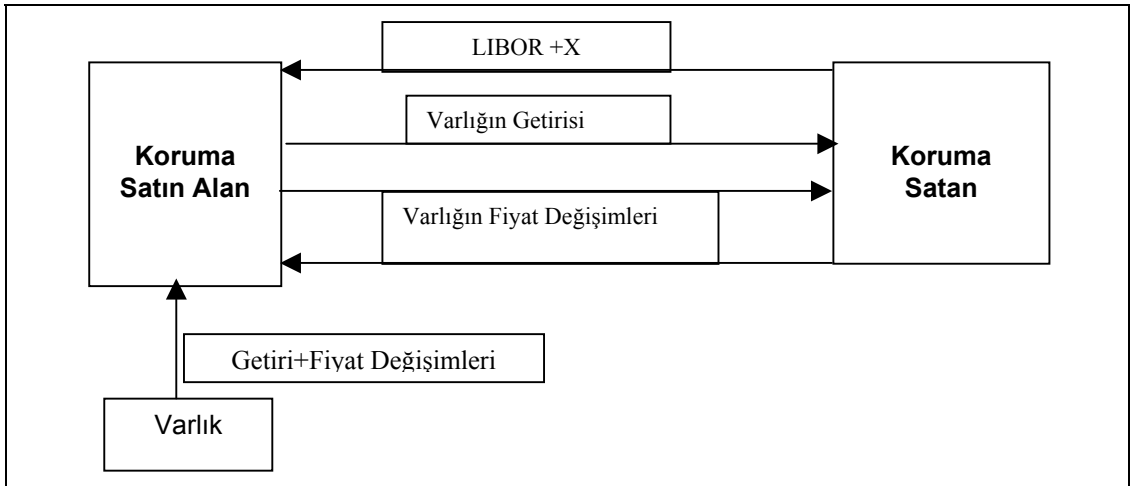 LIBOR +X
Varlığın Getirisi
Koruma
Satın Alan
Koruma
Satan
Varlığın Fiyat Değişimleri
Getiri+Fiyat Değişimleri
Varlık